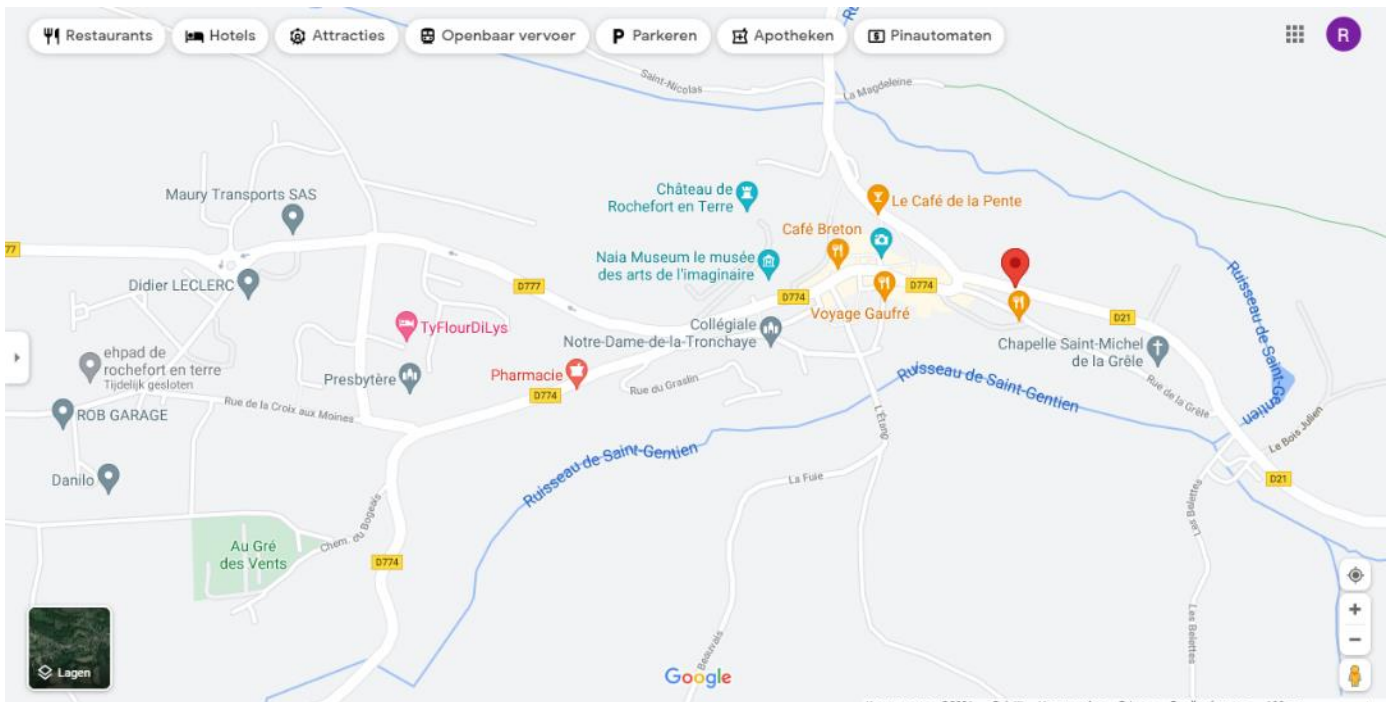 Restaurants
Hotels
Attracties
Openbaar vervoer
Parkeren
Apotheken
Pinautomaten
R
Saint-Nicolas
La Magdeleine
Maury Transports SAS
Château de
Rochefort en Terre
Le Café de la Pente
Café Breton
77
Naia Museum le musée
des arts de l'imaginaire
Didier LECLERC
D777
D774
D774
Voyage Gaufré
Ruisseau de Saint-Gentien
TyFlourDiLys
Collégiale
Notre-Dame-de-la-Tronchaye
D21
Chapelle Saint-Michel
de la Grêle
ehpad de
rochefort en terre
Tijdelijk gesloten
Presbytère
Pharmacie
D774
Rue du Graslin
Ruisseau de Saint-Gentien
Rue de la Grêle
ROB GARAGE
Rue de la Croix aux Moines
L'Étang
Le Bois Julien
Ruisseau de Saint-Gentien
Danilo
La Fuie
D21
Les Belettes
Chem. du Bogeais
Au Gré
des Vents
D774
Les Belettes
Beauvais
Lagen
Google